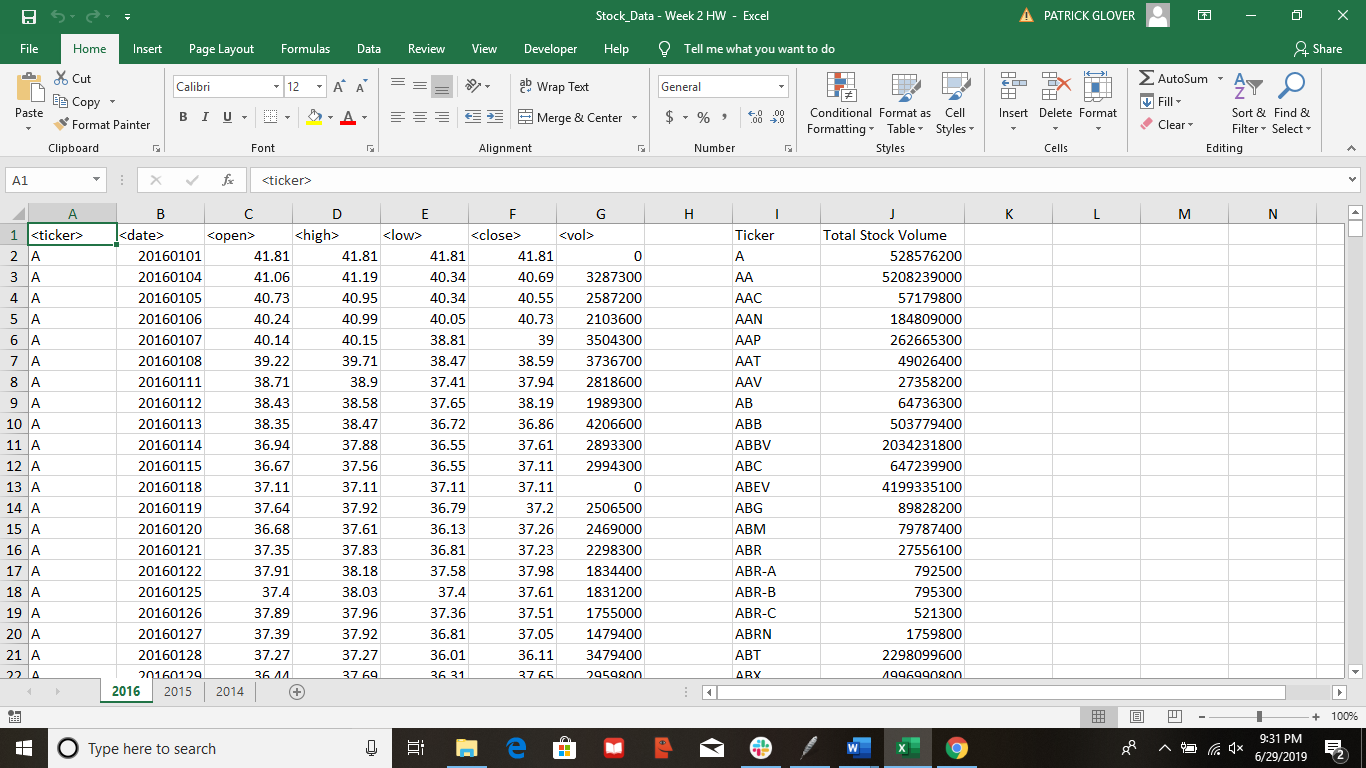 Stock_Data - Week 2 HW - Excel PATRICK GLOVER
File Home Insert Page Layout Formulas Data Review View Developer Help Tell me what you want to do Share
Cut
Copy
Format Painter
Paste
Clipboard
Calibri 12 A A
B I U A
Font
ab Wrap Text
Merge & Center
Alignment
General
$ % , .00 .00
Number
Conditional Format as Cell
Formatting Table Styles
Styles
Insert Delete Format
Cells
AutoSum
Fill
Clear
Sort & Find &
Filter Select
Editing
A1 fx <ticker>
A B C D E F G H I J K L M N
1 <ticker> <date> <open> <high> <low> <close> <vol> Ticker Total Stock Volume
2 A 20160101 41.81 41.81 41.81 41.81 0 A 528576200
3 A 20160104 41.06 41.19 40.34 40.69 3287300 AA 5208239000
4 A 20160105 40.73 40.95 40.34 40.55 2587200 AAC 57179800
5 A 20160106 40.24 40.99 40.05 40.73 2103600 AAN 184809000
6 A 20160107 40.14 40.15 38.81 39 3504300 AAP 262665300
7 A 20160108 39.22 39.71 38.47 38.59 3736700 AAT 49026400
8 A 20160111 38.71 38.9 37.41 37.94 2818600 AAV 27358200
9 A 20160112 38.43 38.58 37.65 38.19 1989300 AB 64736300
10 A 20160113 38.35 38.47 36.72 36.86 4206600 ABB 503779400
11 A 20160114 36.94 37.88 36.55 37.61 2893300 ABBV 2034231800
12 A 20160115 36.67 37.56 36.55 37.11 2994300 ABC 647239900
13 A 20160118 37.11 37.11 37.11 37.11 0 ABEV 4199335100
14 A 20160119 37.64 37.92 36.79 37.2 2506500 ABG 89828200
15 A 20160120 36.68 37.61 36.13 37.26 2469000 ABM 79787400
16 A 20160121 37.35 37.83 36.81 37.23 2298300 ABR 27556100
17 A 20160122 37.91 38.18 37.58 37.98 1834400 ABR-A 792500
18 A 20160125 37.4 38.03 37.4 37.61 1831200 ABR-B 795300
19 A 20160126 37.89 37.96 37.36 37.51 1755000 ABR-C 521300
20 A 20160127 37.39 37.92 36.81 37.05 1479400 ABRN 1759800
21 A 20160128 37.27 37.27 36.01 36.11 3479400 ABT 2298099600
22 A 20160129 36.44 37.69 36.31 37.65 2959800 ABX 4996990800
2016 2015 2014
100%
Type here to search
9:31 PM
6/29/2019
2